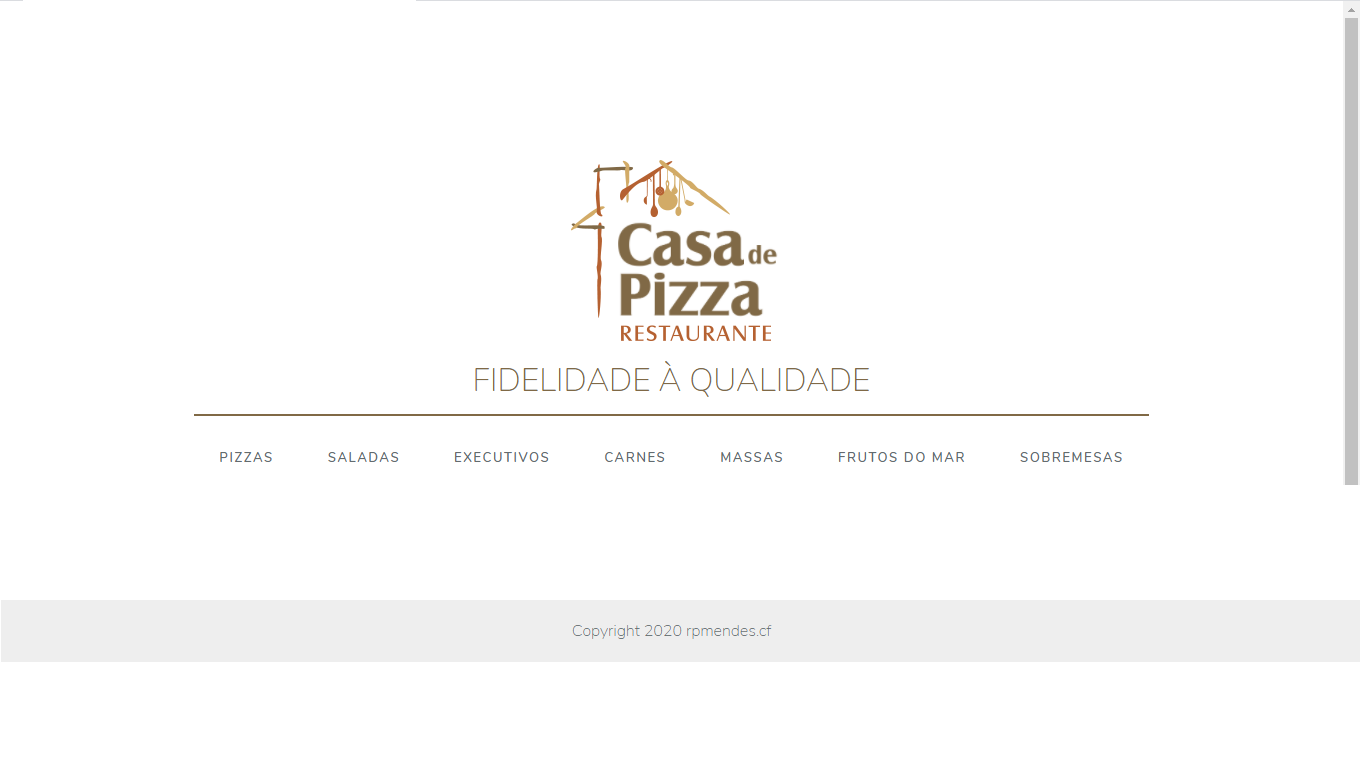 Casa de
Pizza
RESTAURANTE
FIDELIDADE À QUALIDADE
PIZZAS SALADAS EXECUTIVOS CARNES MASSAS FRUTOS DO MAR SOBREMESAS
Copyright 2020 rpmendes.cf